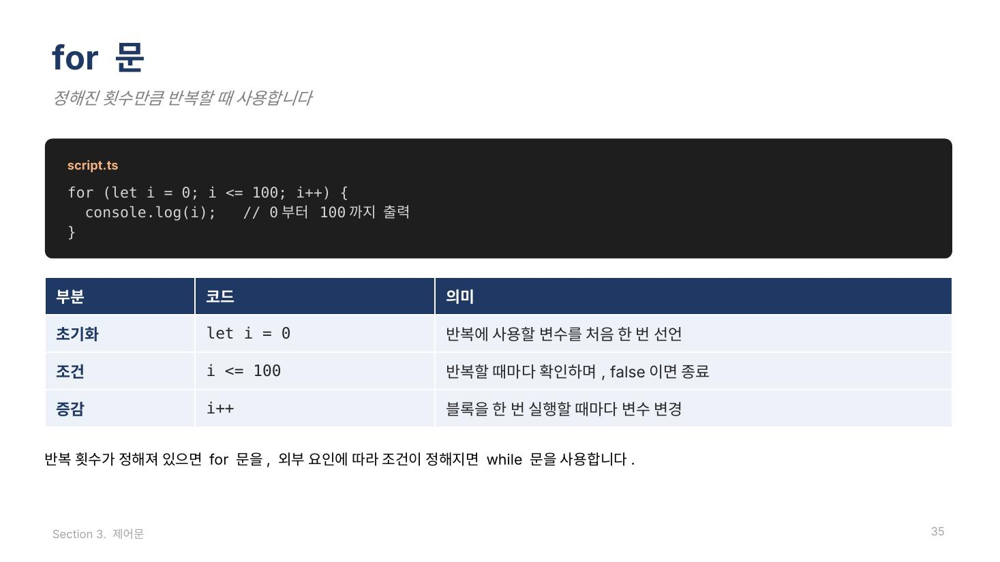 for 문
정해진 횟수만큼 반복할 때 사용합니다
script.ts
for (let i = 0; i <= 100; i++) {
  console.log(i);   // 0부터 100까지 출력
}
부분 코드 의미
초기화 let i = 0 반복에 사용할 변수를 처음 한 번 선언
조건 i <= 100 반복할 때마다 확인하며 , false 이면 종료
증감 i++ 블록을 한 번 실행할 때마다 변수 변경
반복 횟수가 정해져 있으면 for 문을 , 외부 요인에 따라 조건이 정해지면 while 문을 사용합니다 .
Section 3. 제어문 35